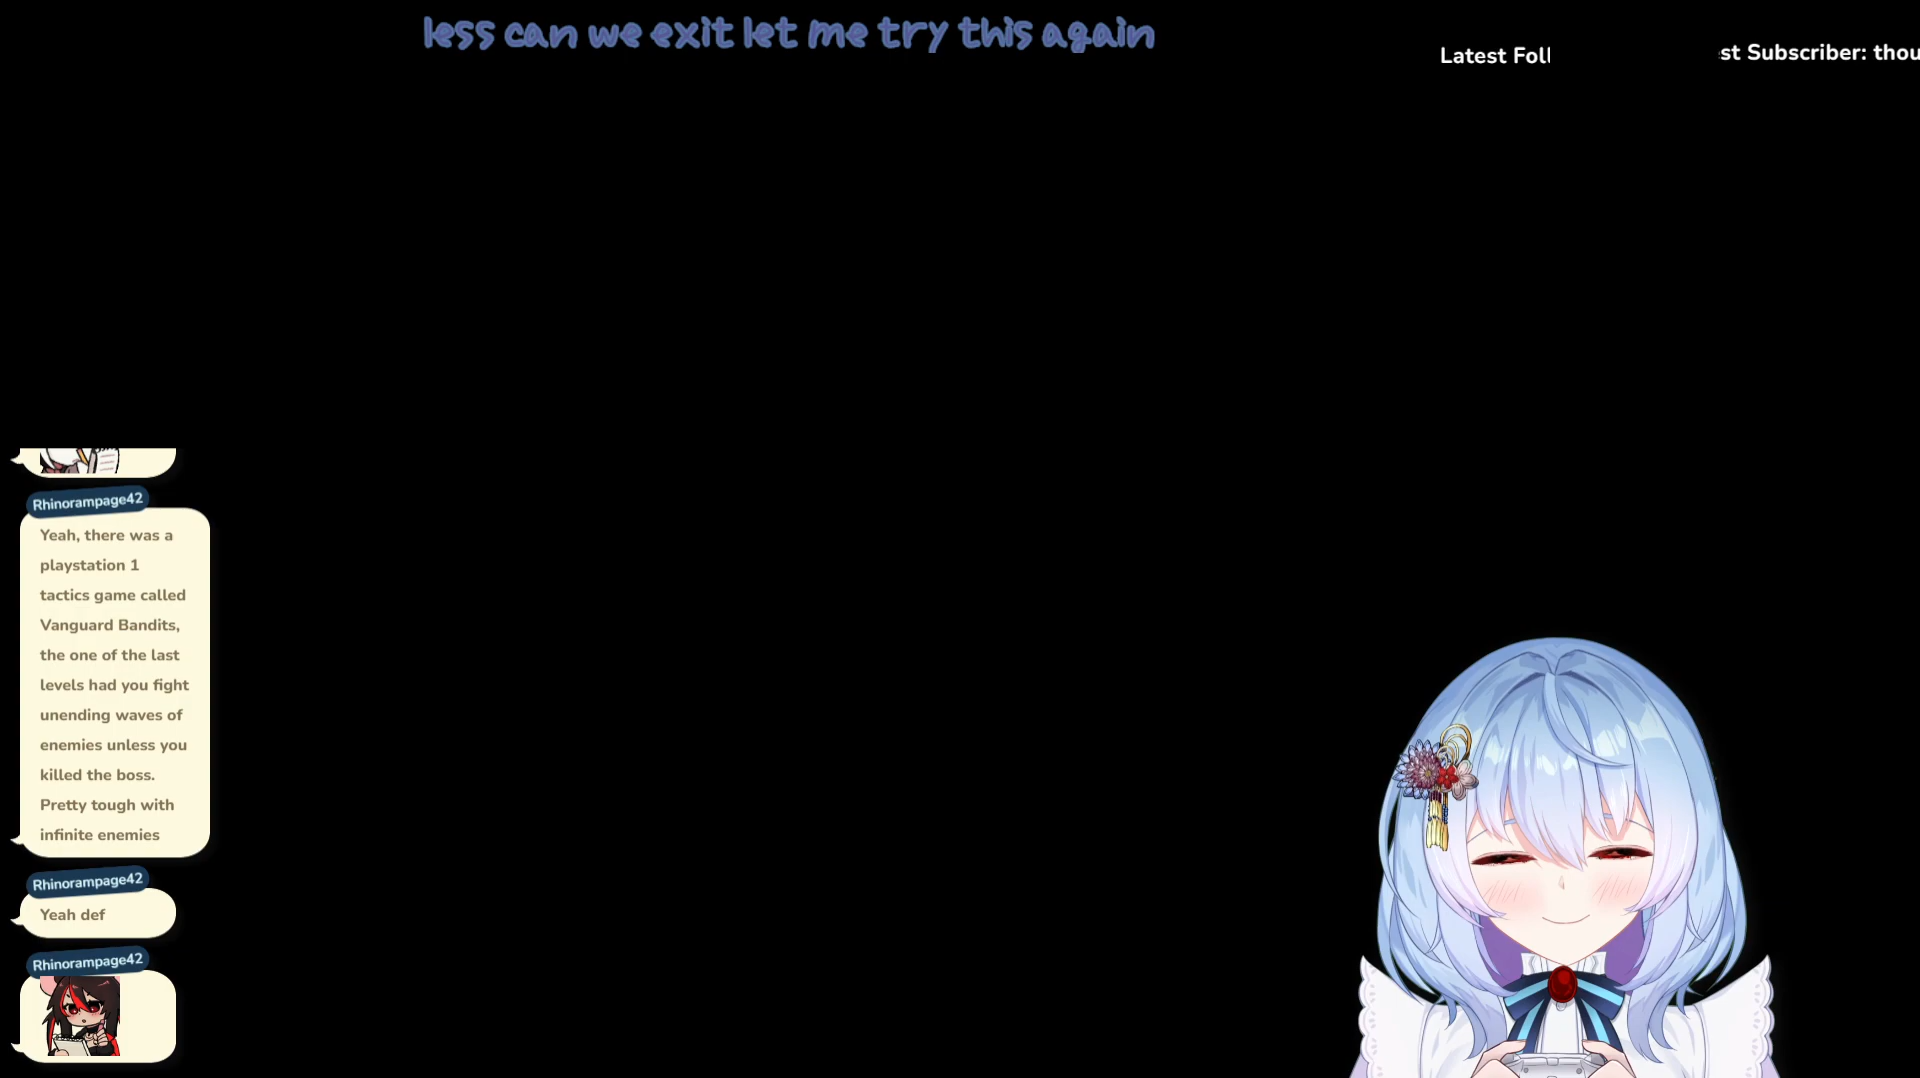 less can we exit let me try this again
Latest Foll
st Subscriber: thou
Rhinorampage42
Yeah, there was a
playstation 1
tactics game called
Vanguard Bandits,
the one of the last
levels had you fight
unending waves of
enemies unless you
killed the boss.
Pretty tough with
infinite enemies
Rhinorampage42
Yeah def
Rhinorampage42